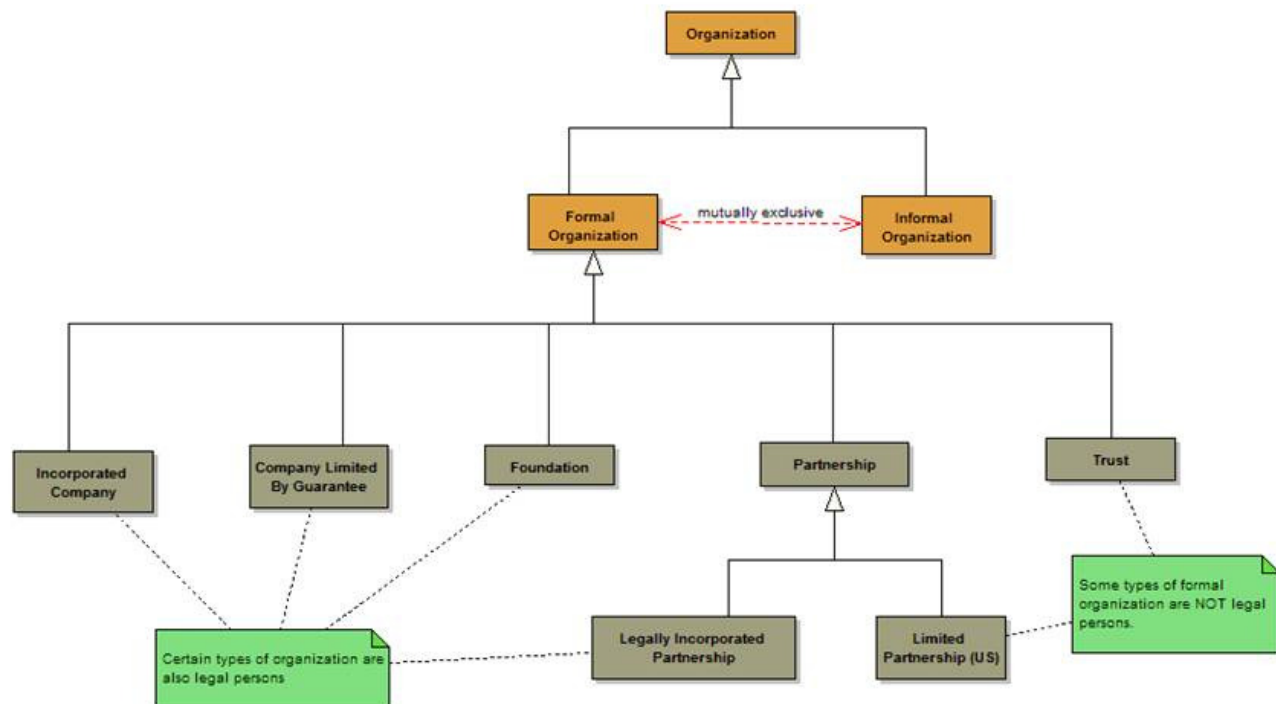 Organization
Formal
Organization
mutually exclusive
Informal
Organization
Incorporated
Company
Company Limited
By Guarantee
Foundation
Partnership
Trust
Certain types of organization are
also legal persons
Legally Incorporated
Partnership
Limited
Partnership (US)
Some types of formal
organization are NOT legal
persons.